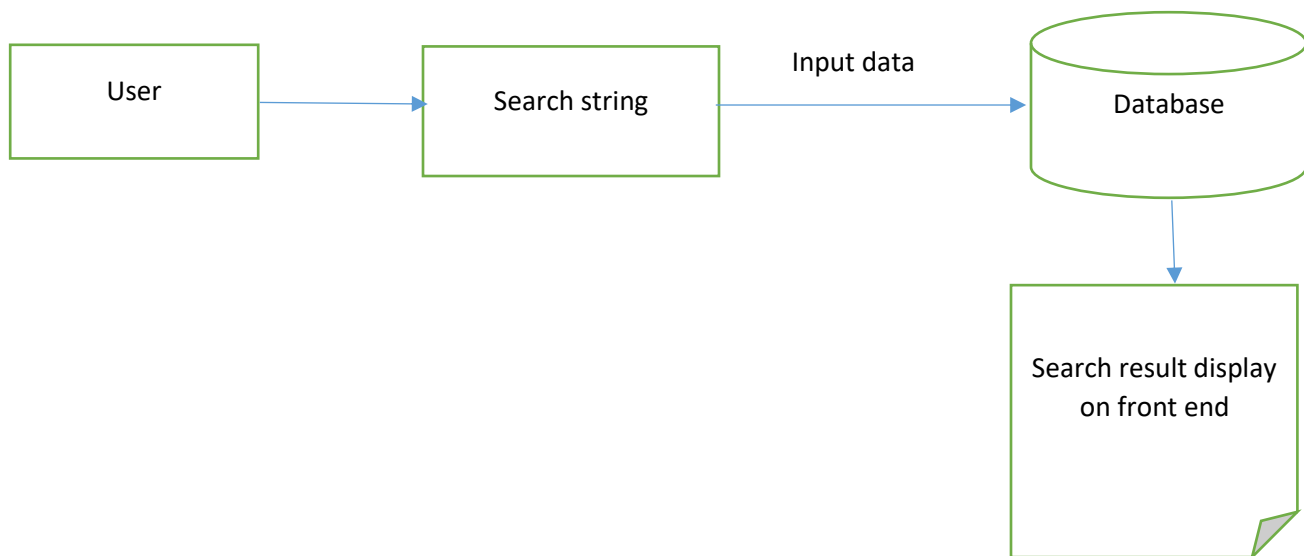 User
Search string
Input data
Database
Search result display
on front end